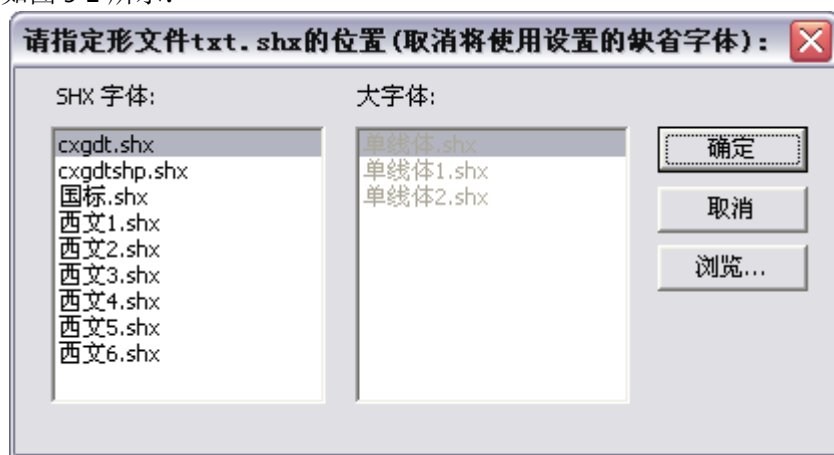 请指定形文件txt.shx的位置(取消将使用设置的缺省字体):
SHX 字体:
大字体:
cxgdt.shx
cxgdtshp.shx
国标.shx
西文1.shx
西文2.shx
西文3.shx
西文4.shx
西文5.shx
西文6.shx
单线体.shx
单线体1.shx
单线体2.shx
确定
取消
浏览...